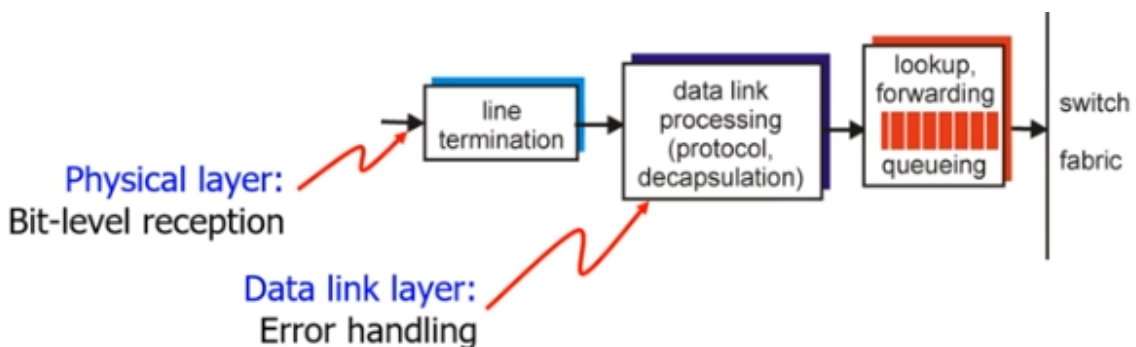 line
termination
data link
processing
(protocol,
decapsulation)
lookup,
forwarding
queueing
switch
fabric
Physical layer:
Bit-level reception
Data link layer:
Error handling